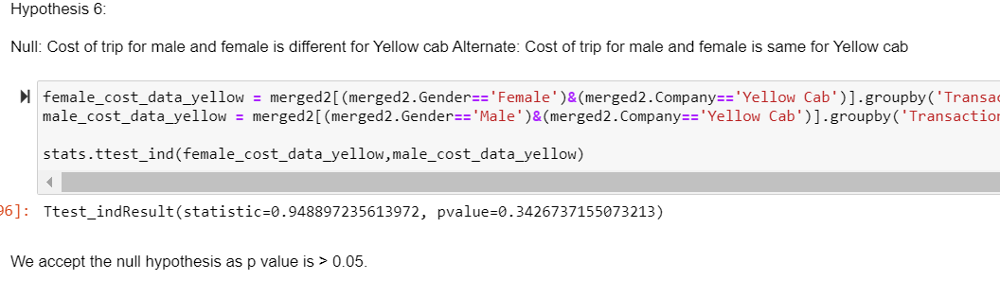 Hypothesis 6:
Null: Cost of trip for male and female is different for Yellow cab Alternate: Cost of trip for male and female is same for Yellow cab
female_cost_data_yellow = merged2[(merged2.Gender=='Female')&(merged2.Company=='Yellow Cab')].groupby('Transac
male_cost_data_yellow = merged2[(merged2.Gender=='Male')&(merged2.Company=='Yellow Cab')].groupby('Transaction
stats.ttest_ind(female_cost_data_yellow,male_cost_data_yellow)
96]: Ttest_indResult(statistic=0.948897235613972, pvalue=0.3426737155073213)
We accept the null hypothesis as p value is > 0.05.